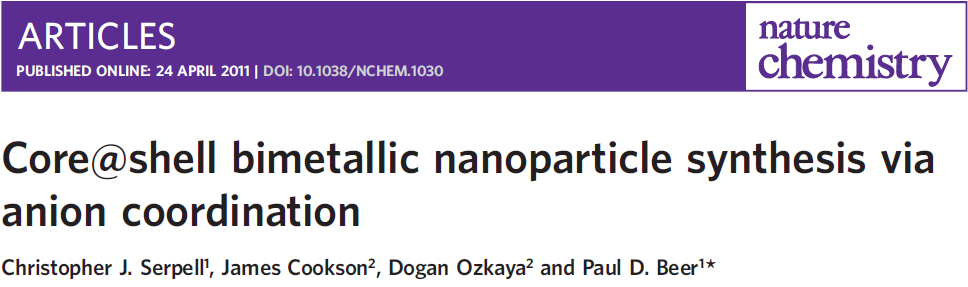 ARTICLES
PUBLISHED ONLINE: 24 APRIL 2011 | DOI: 10.1038/NCHEM.1030
nature
chemistry
Core@shell bimetallic nanoparticle synthesis via
anion coordination
Christopher J. Serpell¹, James Cookson², Dogan Ozkaya² and Paul D. Beer¹*